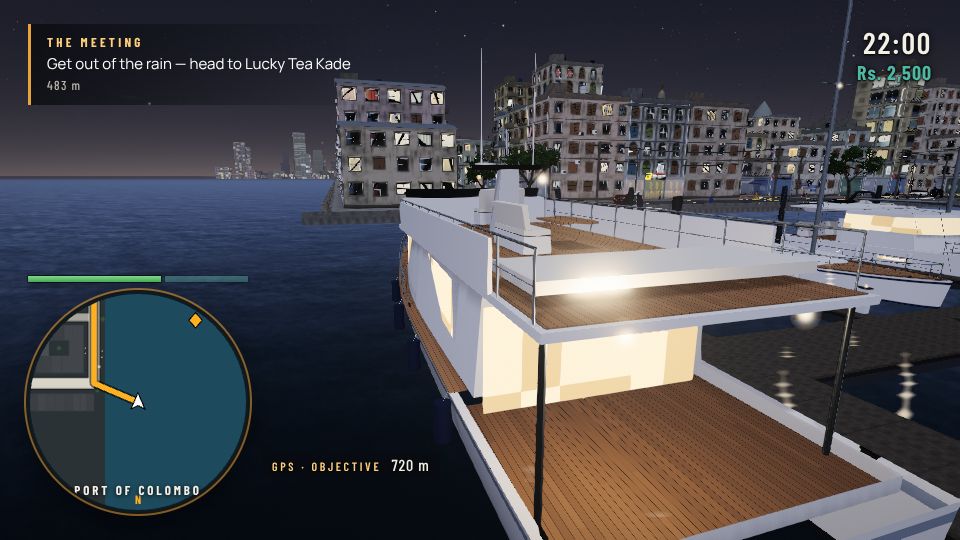 THE MEETING
Get out of the rain — head to Lucky Tea Kade
483 m
22:00
Rs. 2,500
GPS · OBJECTIVE 720 m
PORT OF COLOMBO
N